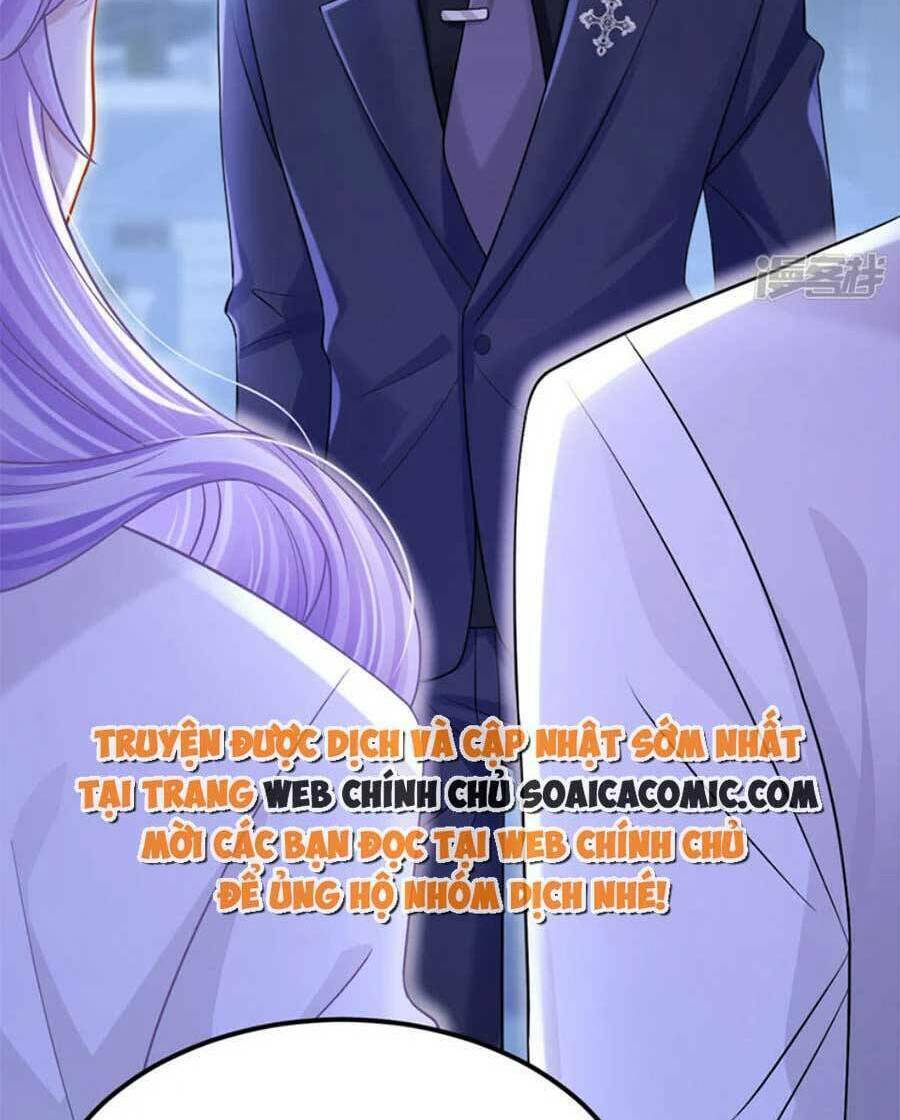 漫客栈
TRUYỆN ĐƯỢC DỊCH VÀ CẬP NHẬT SỚM NHẤT
TẠI TRANG WEB CHÍNH CHỦ SOAICACOMIC.COM
MỜI CÁC BẠN ĐỌC TẠI WEB CHÍNH CHỦ
ĐỂ ỦNG HỘ NHÓM DỊCH NHÉ!